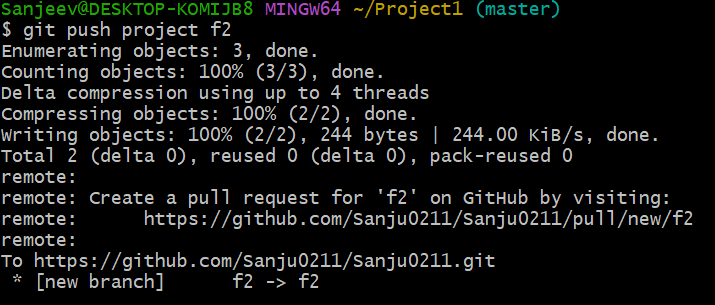 Sanjeev@DESKTOP-KOMIJB8 MINGW64 ~/Project1 (master)
$ git push project f2
Enumerating objects: 3, done.
Counting objects: 100% (3/3), done.
Delta compression using up to 4 threads
Compressing objects: 100% (2/2), done.
Writing objects: 100% (2/2), 244 bytes | 244.00 KiB/s, done.
Total 2 (delta 0), reused 0 (delta 0), pack-reused 0
remote:
remote: Create a pull request for 'f2' on GitHub by visiting:
remote:      https://github.com/Sanju0211/Sanju0211/pull/new/f2
remote:
To https://github.com/Sanju0211/Sanju0211.git
 * [new branch]      f2 -> f2